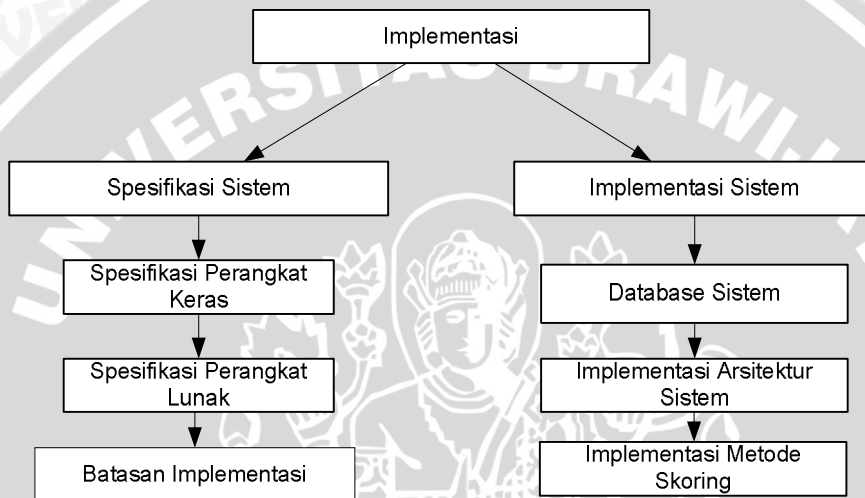 Implementasi
UNIVERSITAS BRAWIJAYA
Spesifikasi Sistem
Implementasi Sistem
Spesifikasi Perangkat
Keras
Database Sistem
Spesifikasi Perangkat
Lunak
Implementasi Arsitektur
Sistem
Batasan Implementasi
Implementasi Metode
Skoring